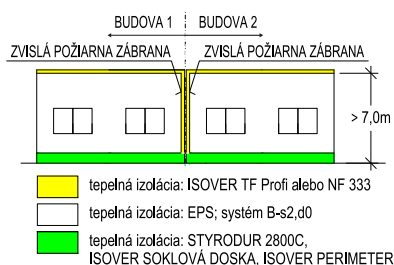 BUDOVA 1 BUDOVA 2
ZVISLÁ POŽIARNA ZÁBRANA ZVISLÁ POŽIARNA ZÁBRANA
> 7,0m
tepelná izolácia: ISOVER TF Profi alebo NF 333
tepelná izolácia: EPS; systém B-s2,d0
tepelná izolácia: STYRODUR 2800C,
ISOVER SOKLOVÁ DOSKA, ISOVER PERIMETER